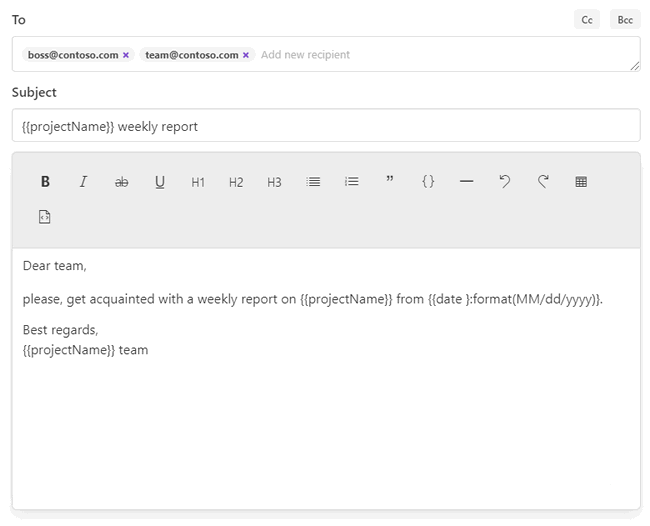 To
Cc Bcc
boss@contoso.com × team@contoso.com × Add new recipient
Subject
{{projectName}} weekly report
B I ab U H1 H2 H3 ” {} —
Dear team,
please, get acquainted with a weekly report on {{projectName}} from {{date }:format(MM/dd/yyyy)}.
Best regards,
{{projectName}} team